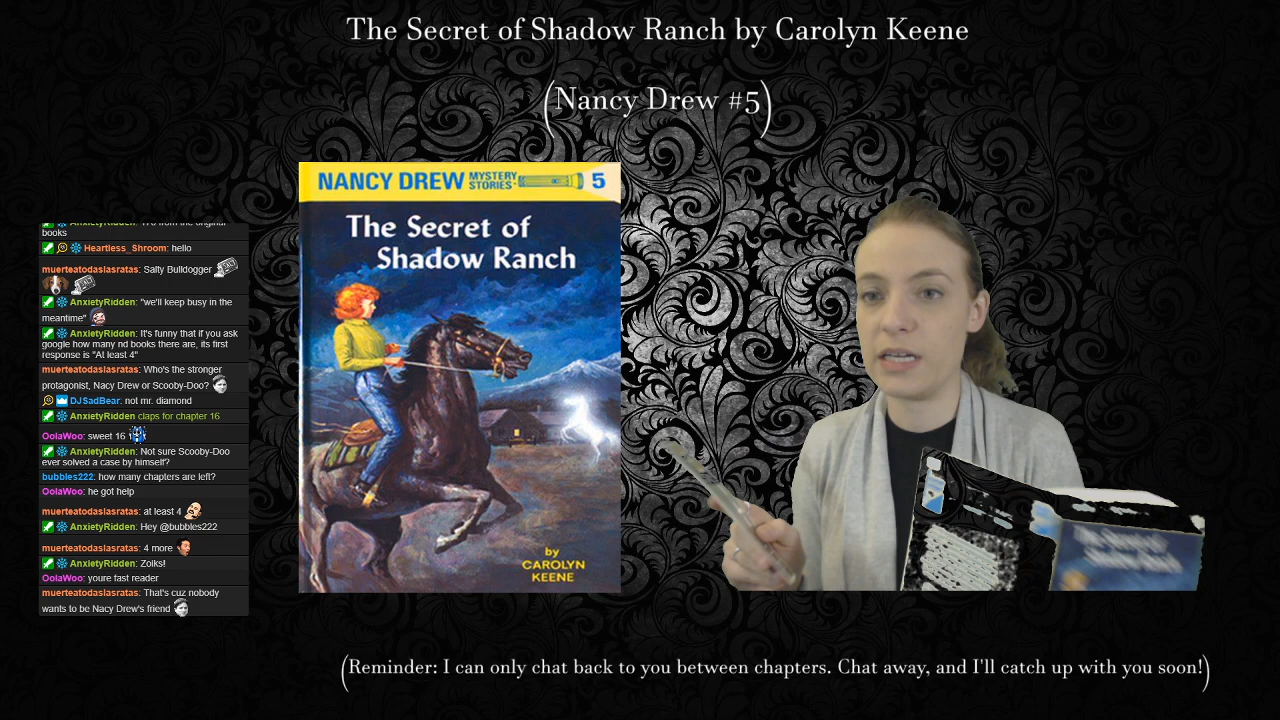 The Secret of Shadow Ranch by Carolyn Keene
(Nancy Drew #5)
NANCY DREW MYSTERY STORIES 5
The Secret of
Shadow Ranch
by
CAROLYN
KEENE
books
Heartless_Shroom: hello
muerteatodaslasratas: Salty Bulldogger
AnxietyRidden: "we'll keep busy in the
meantime"
AnxietyRidden: It's funny that if you ask
google how many nd books there are, its first
response is "At least 4"
muerteatodaslasratas: Who's the stronger
protagonist, Nacy Drew or Scooby-Doo?
DJSadBear: not mr. diamond
AnxietyRidden claps for chapter 16
OolaWoo: sweet 16
AnxietyRidden: Not sure Scooby-Doo
ever solved a case by himself?
bubbles222: how many chapters are left?
OolaWoo: he got help
muerteatodaslasratas: at least 4
AnxietyRidden: Hey @bubbles222
muerteatodaslasratas: 4 more
AnxietyRidden: Zoiks!
OolaWoo: youre fast reader
muerteatodaslasratas: That's cuz nobody
wants to be Nacy Drew's friend
(Reminder: I can only chat back to you between chapters. Chat away, and I'll catch up with you soon!)